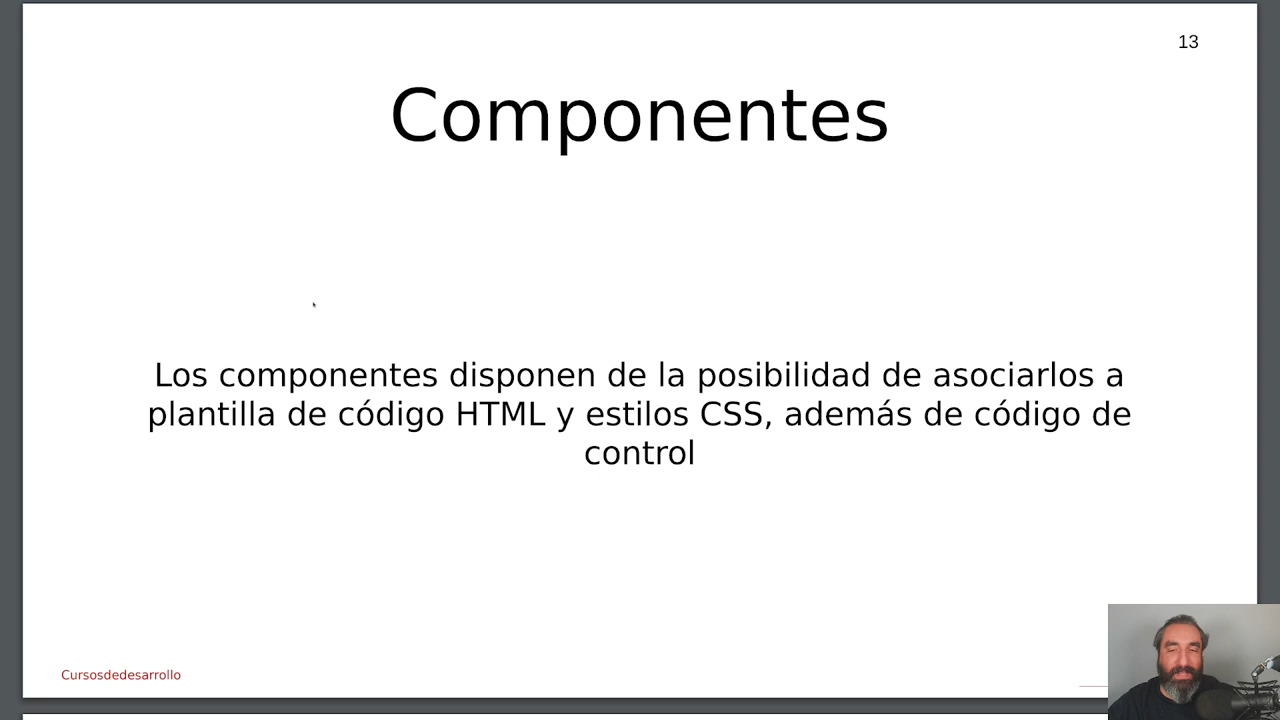 13
Componentes
Los componentes disponen de la posibilidad de asociarlos a
plantilla de código HTML y estilos CSS, además de código de
control
Cursosdedesarrollo